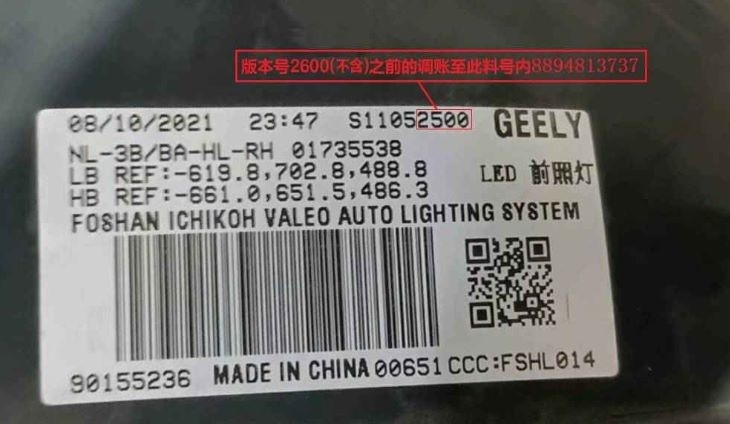 版本号2600(不含)之前的调账至此料号内8894813737
08/10/2021 23:47 S11052500 GEELY
NL-3B/BA-HL-RH 01735538
LB REF:-619.8,702.8,488.8 LED 前照灯
HB REF:-661.0,651.5,486.3
FOSHAN ICHIKOH VALEO AUTO LIGHTING SYSTEM
90155236 MADE IN CHINA 00651 CCC:FSHL014